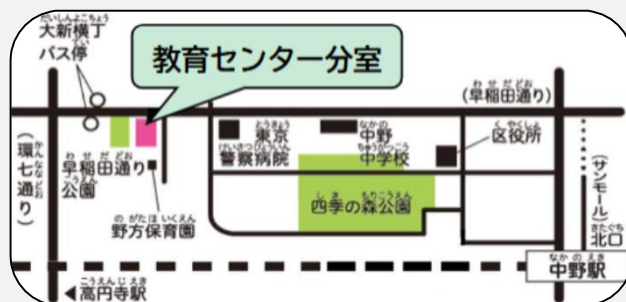 だいしんよこちょう
大新横丁
てい
バス停
教育センター分室
わせだどお
(早稲田通り)
かんななどお
(環七通り)
わせだどお
早稲田通り
こうえん
公園
のがたほいくえん
野方保育園
とうきょう
東京
けいさつびょういん
警察病院
なかの
中野
ちゅうがっこう
中学校
くやくしょ
区役所
しきもりこうえん
四季の森公園
(サンモール)
きたぐち
北口
なかのえき
中野駅
こうえんじえき
◀高円寺駅